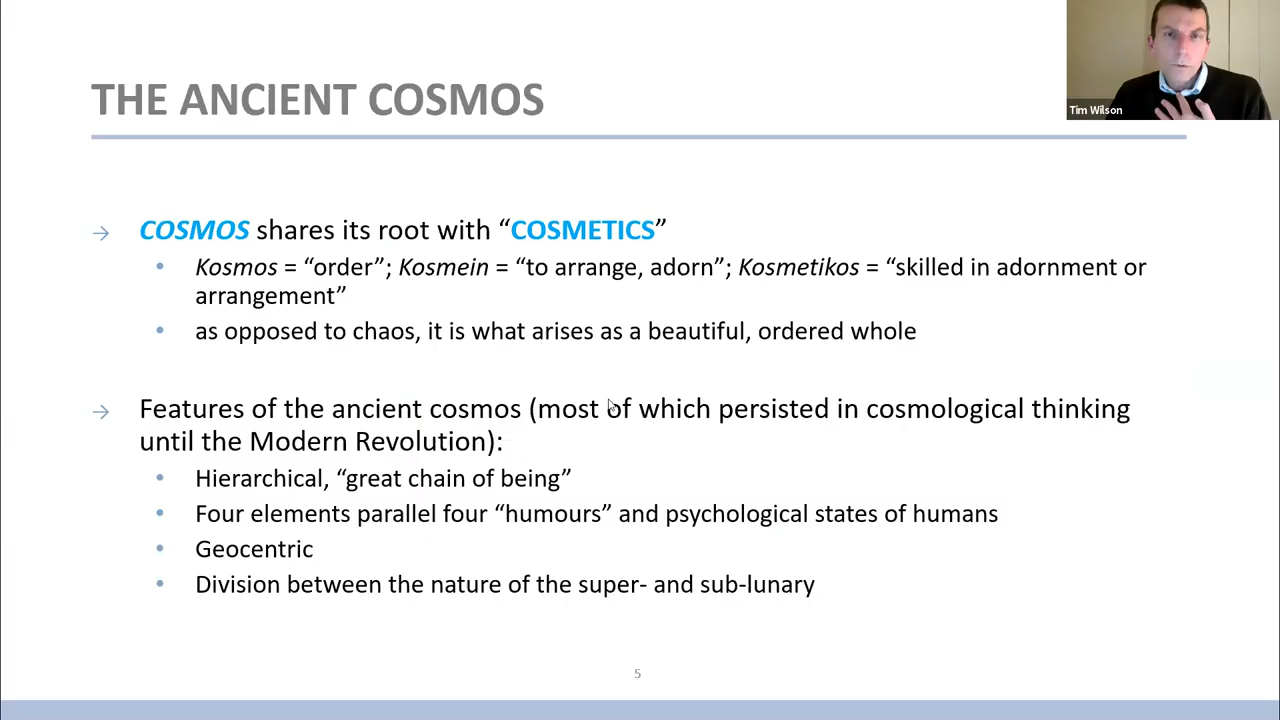 THE ANCIENT COSMOS
Tim Wilson
→ COSMOS shares its root with “COSMETICS”
• Kosmos = “order”; Kosmein = “to arrange, adorn”; Kosmetikos = “skilled in adornment or
arrangement”
• as opposed to chaos, it is what arises as a beautiful, ordered whole
→ Features of the ancient cosmos (most of which persisted in cosmological thinking
until the Modern Revolution):
• Hierarchical, “great chain of being”
• Four elements parallel four “humours” and psychological states of humans
• Geocentric
• Division between the nature of the super- and sub-lunary
5